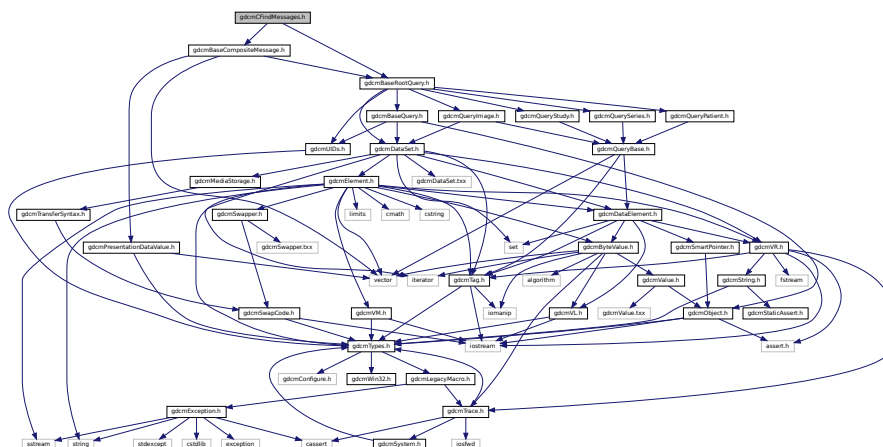 gdcmCFindMessages.h
gdcmBaseCompositeMessage.h
gdcmBaseRootQuery.h
gdcmBaseQuery.h gdcmQueryImage.h gdcmQueryStudy.h gdcmQuerySeries.h gdcmQueryPatient.h
gdcmUIDs.h gdcmDataSet.h gdcmQueryBase.h
gdcmMediaStorage.h gdcmElement.h gdcmDataSet.txx
gdcmTransferSyntax.h gdcmSwapper.h limits cmath cstring gdcmDataElement.h
gdcmPresentationDataValue.h gdcmSwapper.txx set gdcmByteValue.h gdcmSmartPointer.h gdcmVR.h
vector iterator gdcmTag.h algorithm gdcmValue.h gdcmString.h fstream
gdcmSwapCode.h gdcmVM.h iomanip gdcmVL.h gdcmValue.txx gdcmObject.h gdcmStaticAssert.h
gdcmTypes.h iostream assert.h
gdcmConfigure.h gdcmWin32.h gdcmLegacyMacro.h
gdcmException.h gdcmTrace.h
sstream string stdexcept cstdlib exception cassert gdcmSystem.h iosfwd